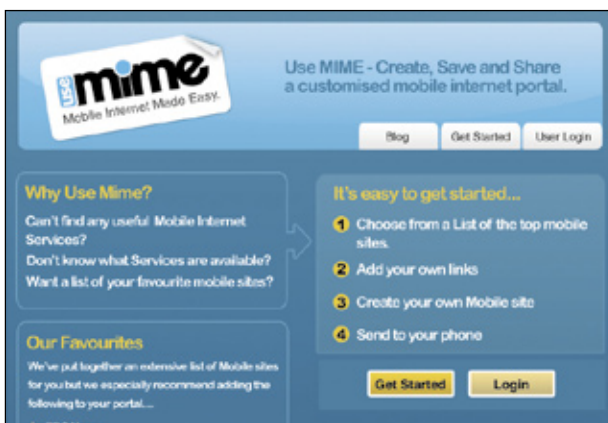 use
mime
Mobile Internet Made Easy.
Use MIME - Create, Save and Share
a customised mobile internet portal.
Blog
Get Started
User Login
Why Use Mime?
Can't find any useful Mobile Internet
Services?
Don't know what Services are available?
Want a list of your favourite mobile sites?
It's easy to get started...
1 Choose from a List of the top mobile
sites.
2 Add your own links
3 Create your own Mobile site
4 Send to your phone
Our Favourites
We've put together an extensive list of Mobile sites
for you but we especially recommend adding the
following to your portal....
Get Started
Login